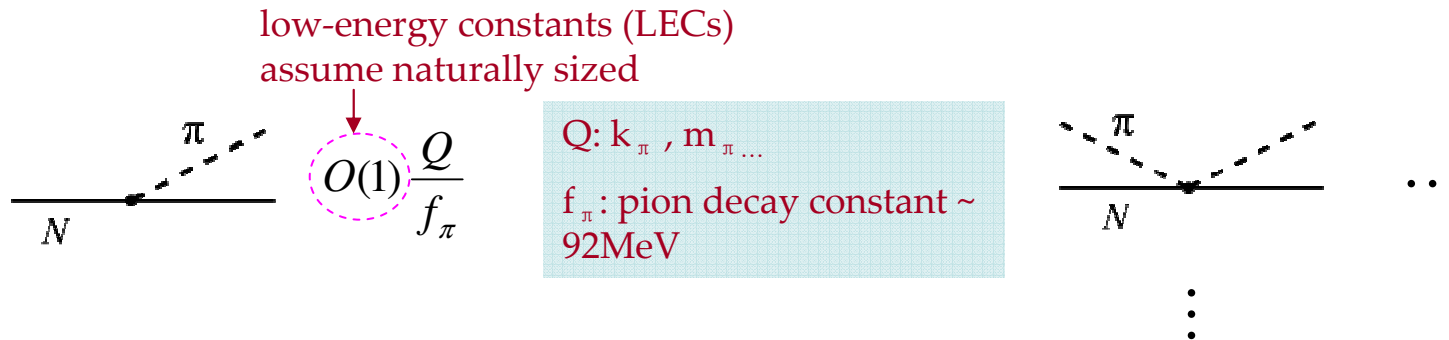 low-energy constants (LECs)
assume naturally sized
π
N
O(1) Q/f_π
Q: k_π , m_π ...
f_π : pion decay constant ~
92MeV
π
N
..
⋮